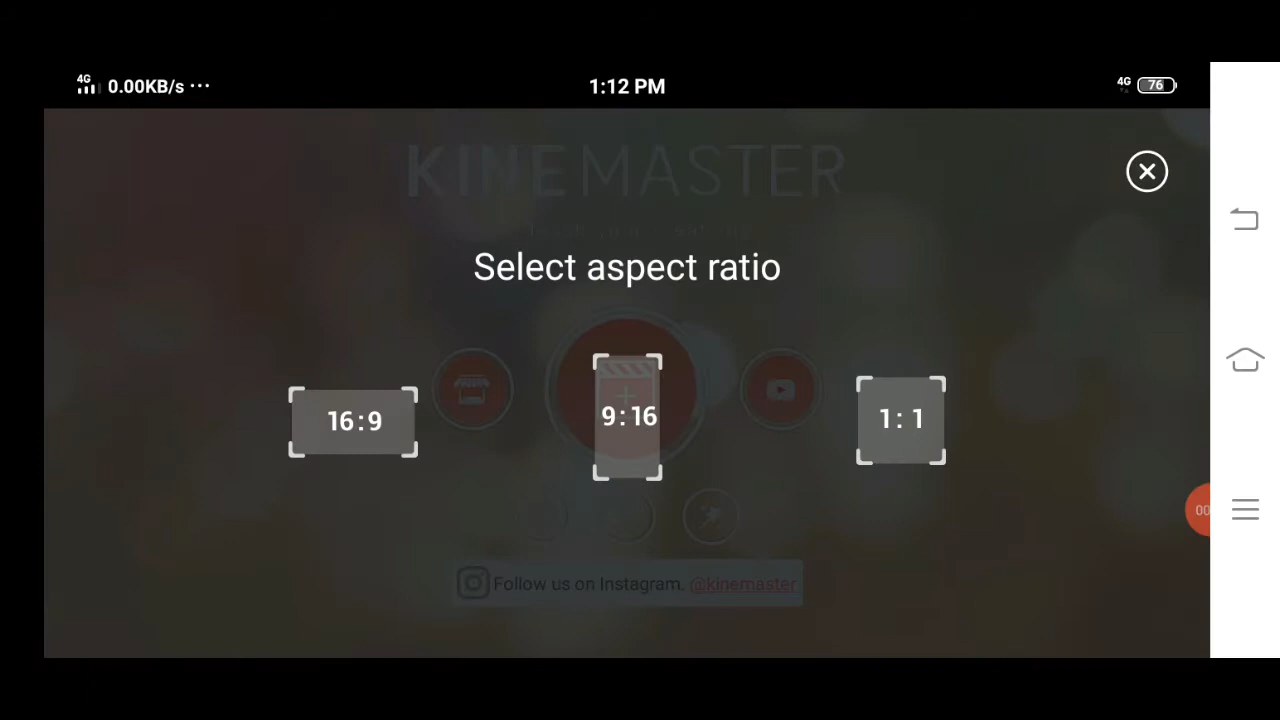 4G 0.00KB/s ... 1:12 PM 4G 76
KINEMASTER
Select aspect ratio
16:9 9:16 1:1
00
Follow us on Instagram. @kinemaster